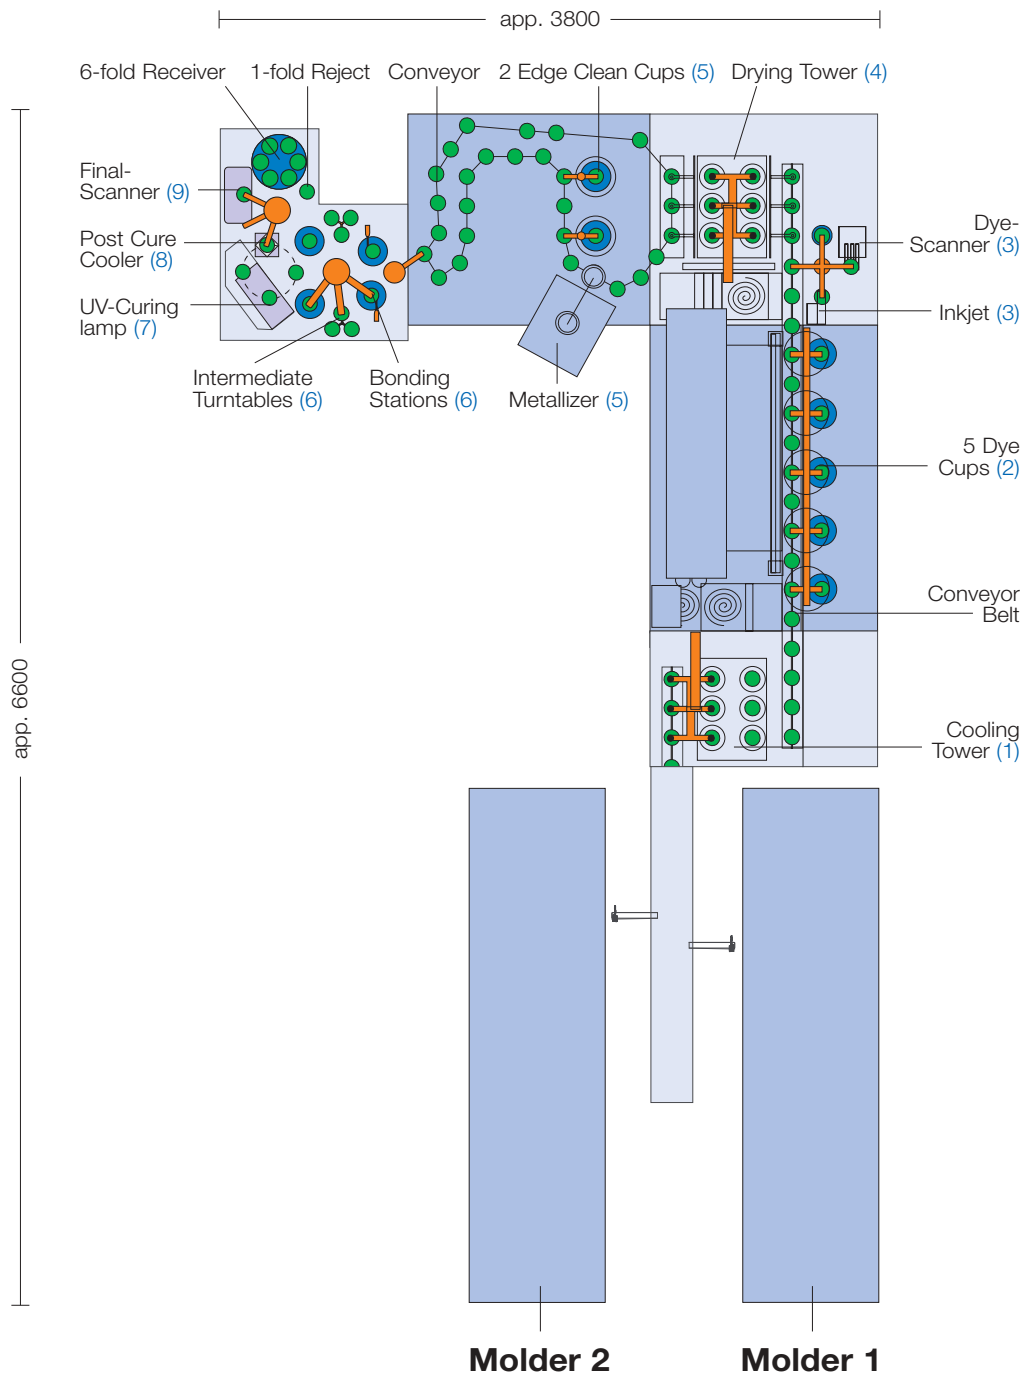 app. 3800
6-fold Receiver
1-fold Reject
Conveyor
2 Edge Clean Cups (5)
Drying Tower (4)
Final-
Scanner (9)
Post Cure
Cooler (8)
UV-Curing
lamp (7)
Dye-
Scanner (3)
Inkjet (3)
Intermediate
Turntables (6)
Bonding
Stations (6)
Metallizer (5)
5 Dye
Cups (2)
Conveyor
Belt
Cooling
Tower (1)
app. 6600
Molder 2
Molder 1